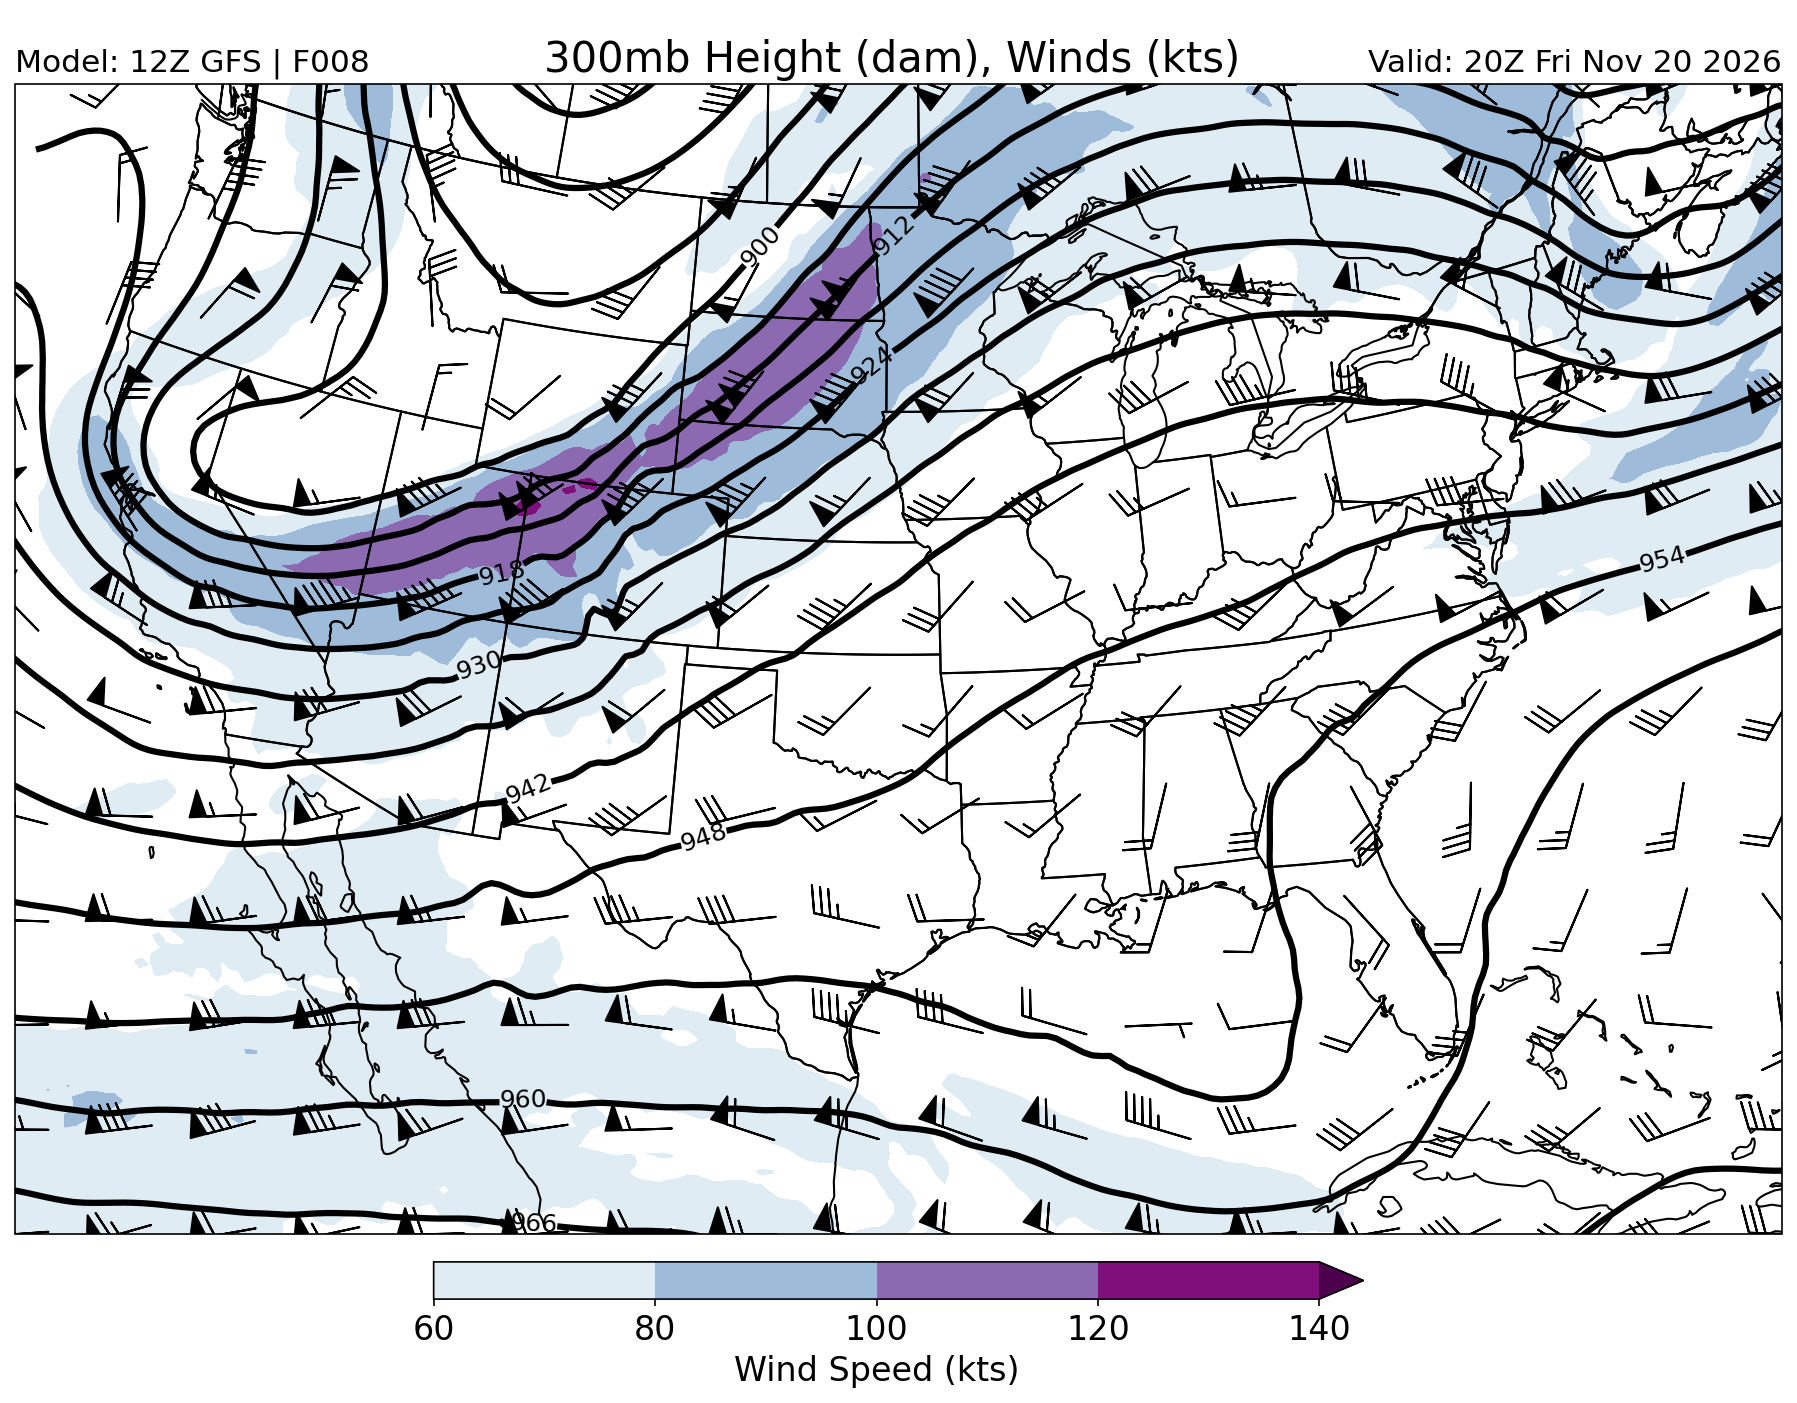 Model: 12Z GFS | F008
300mb Height (dam), Winds (kts)
Valid: 20Z Fri Nov 20 2026
900
912
924
918
930
954
942
948
960
966
60 80 100 120 140
Wind Speed (kts)